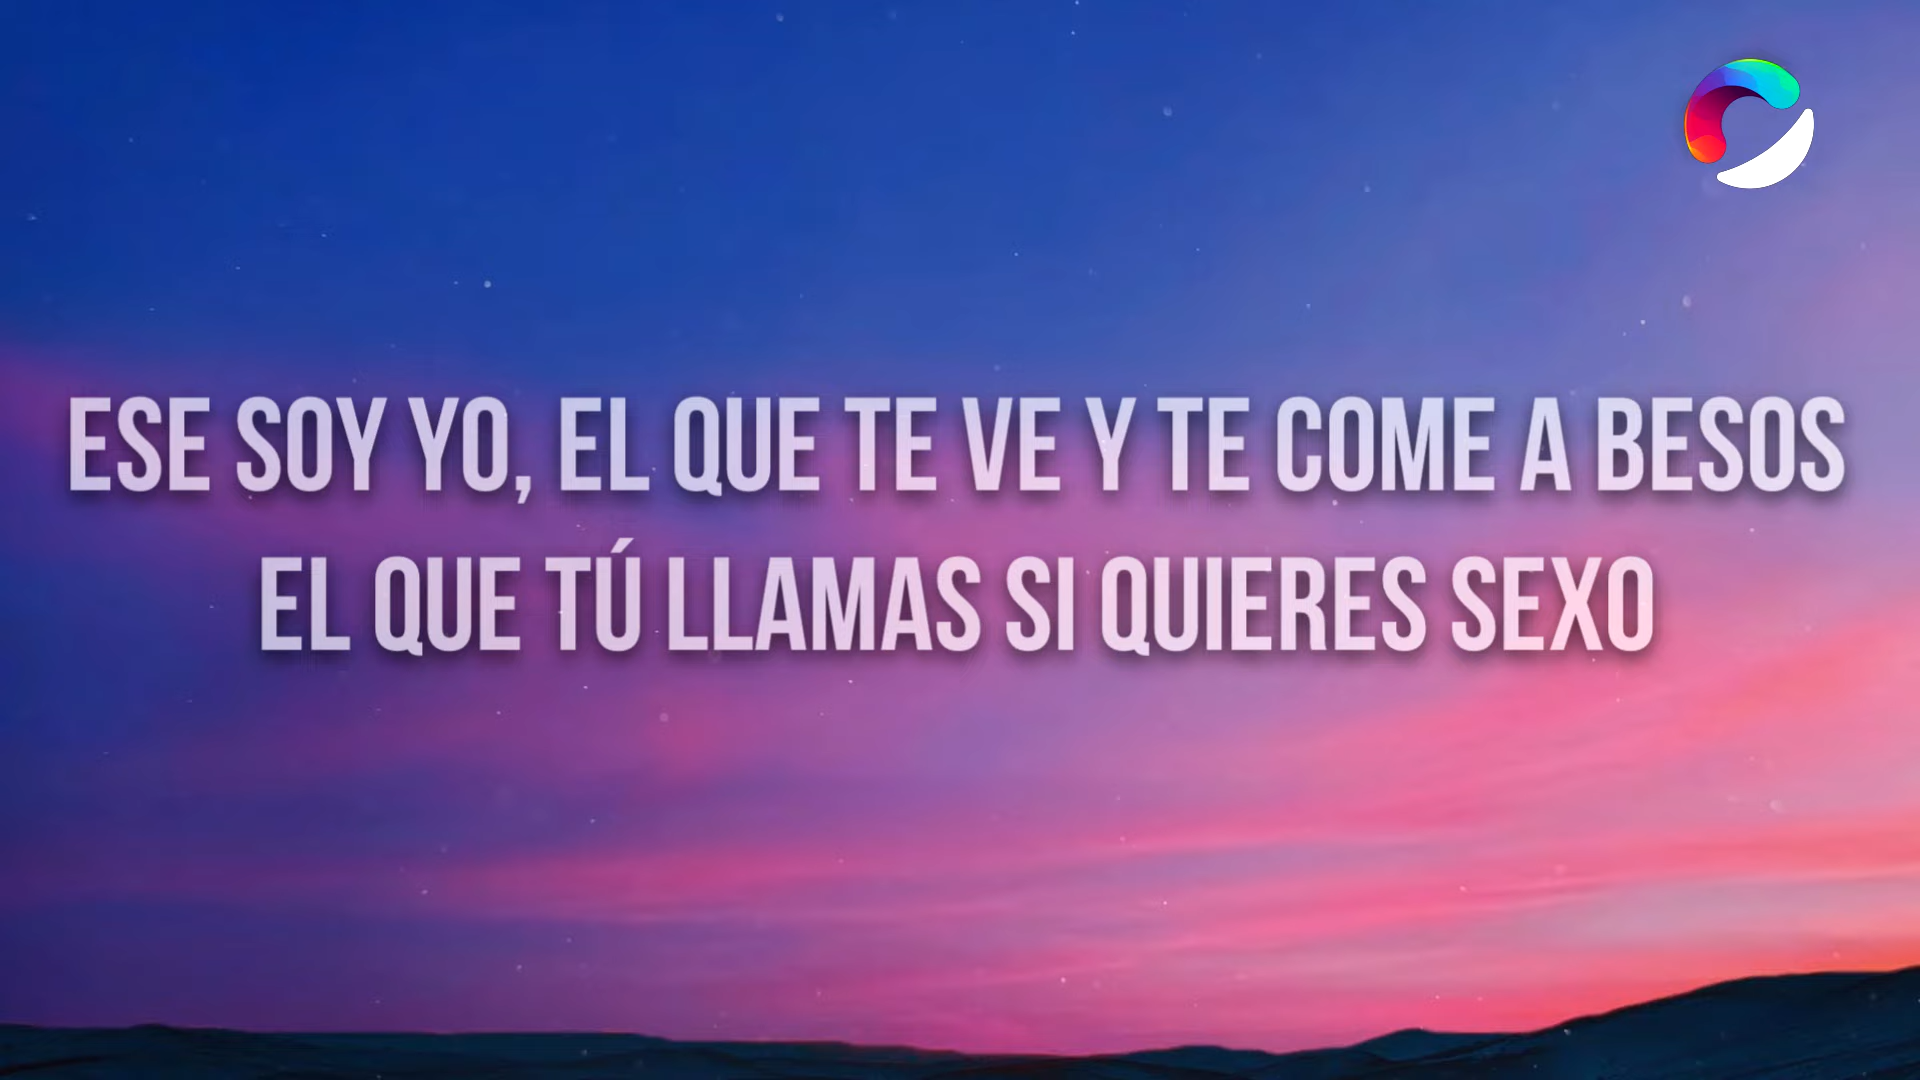 ESE SOY YO, EL QUE TE VE Y TE COME A BESOS
EL QUE TÚ LLAMAS SI QUIERES SEXO